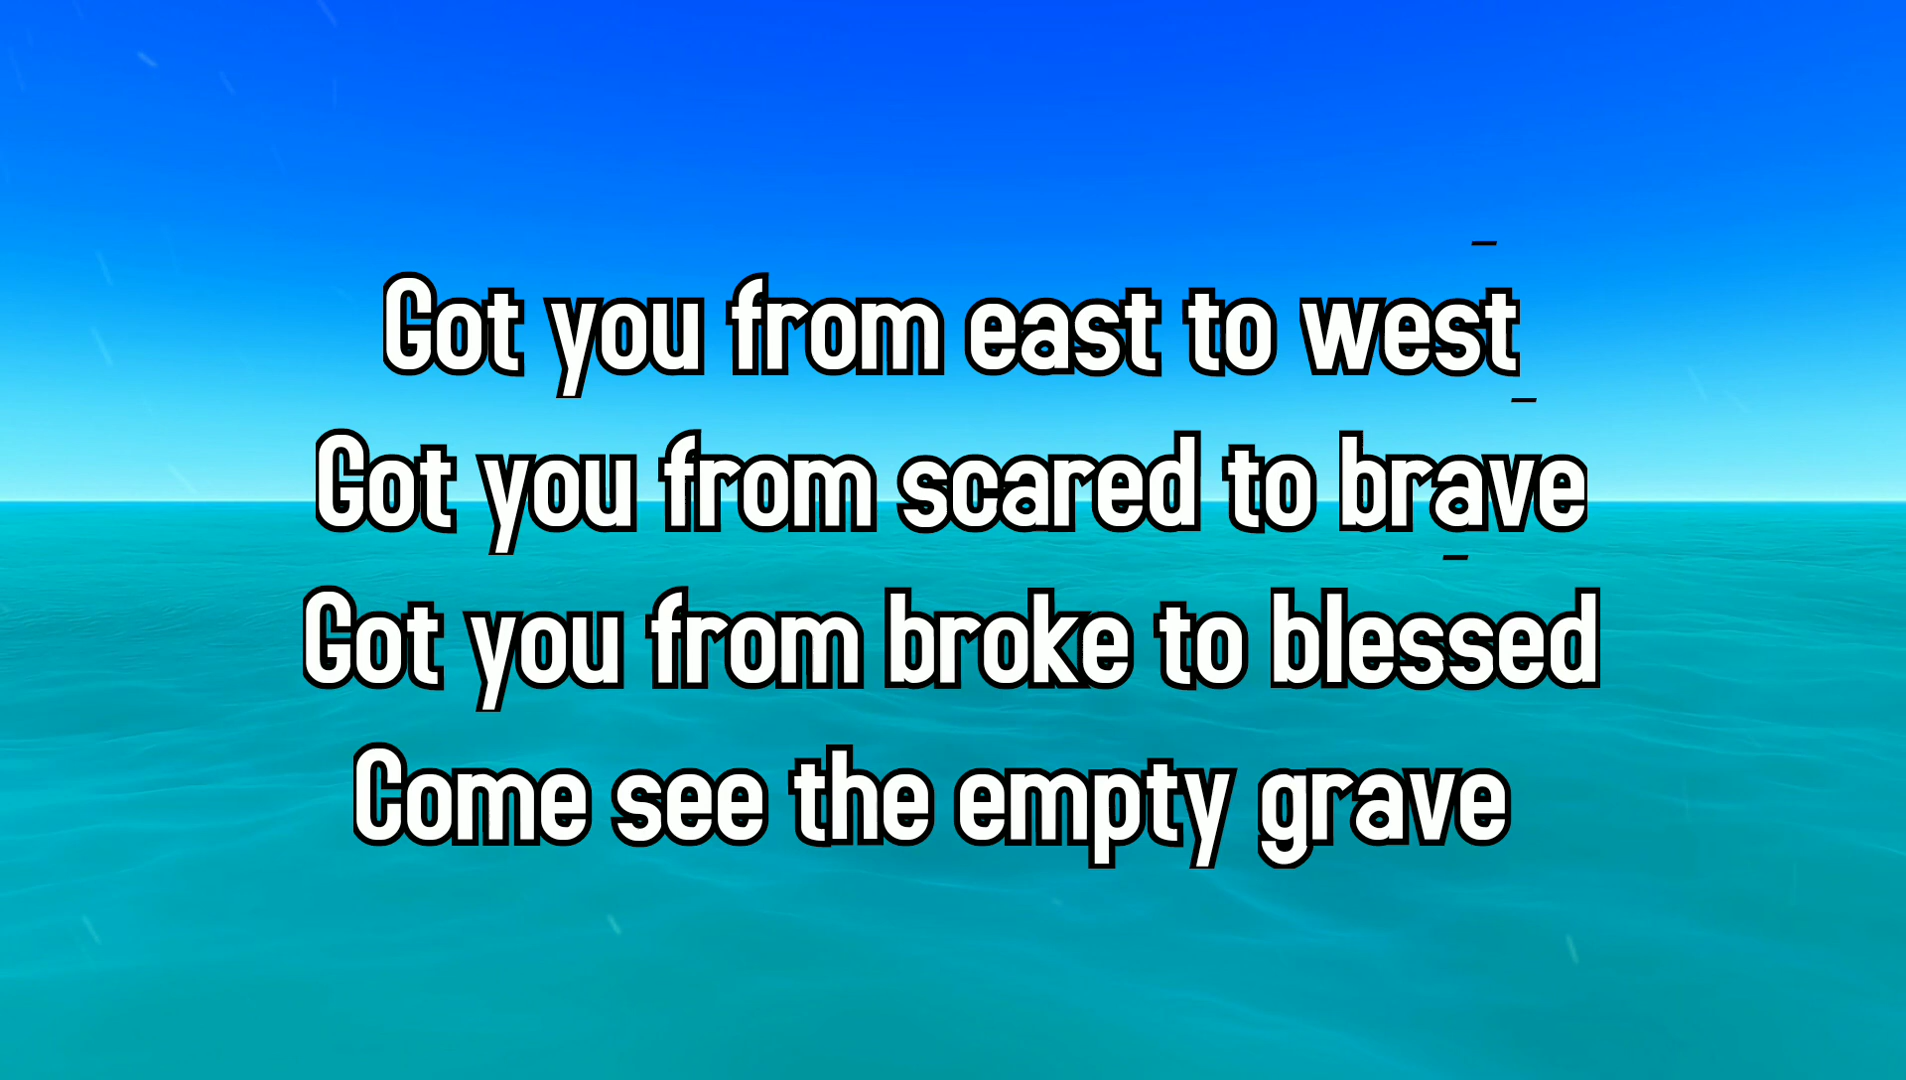 Got you from east to west
Got you from scared to brave
Got you from broke to blessed
Come see the empty grave